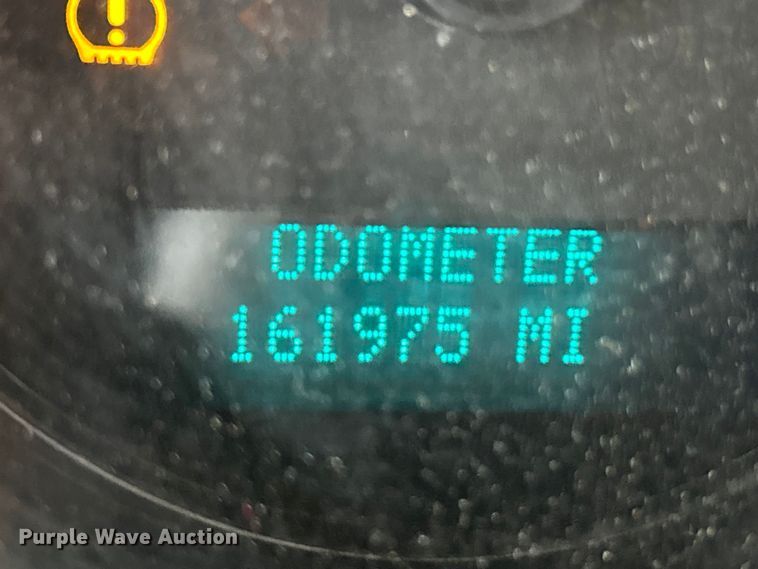 ODOMETER
161975 MI
Purple Wave Auction